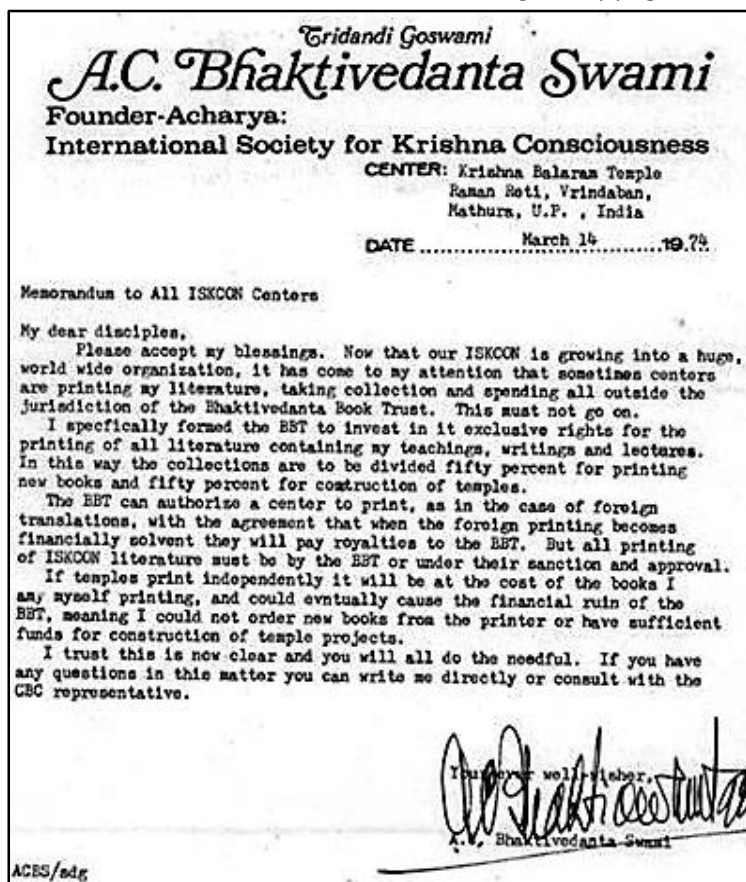 Tridandi Goswami
A.C. Bhaktivedanta Swami
Founder-Acharya:
International Society for Krishna Consciousness
CENTER: Krishna Balaram Temple
Raman Reti, Vrindaban,
Mathura, U.P. , India
DATE ........ March 14 ........ 19.74
Memorandum to All ISKCON Centers
My dear disciples,
Please accept my blessings. Now that our ISKCON is growing into a huge,
world wide organization, it has come to my attention that sometimes centers
are printing my literature, taking collection and spending all outside the
jurisdiction of the Bhaktivedanta Book Trust. This must not go on.
I specfically formed the BBT to invest in it exclusive rights for the
printing of all literature containing my teachings, writings and lectures.
In this way the collections are to be divided fifty percent for printing
new books and fifty percent for comtruction of temples.
The BBT can authorize a center to print, as in the case of foreign
translations, with the agreement that when the foreign printing becomes
financially solvent they will pay royalties to the BBT. But all printing
of ISKCON literature must be by the BBT or under their sanction and approval.
If temples print independently it will be at the cost of the books I
amy myself printing, and could evntually cause the financial ruin of the
BBT, meaning I could not order new books from the printer or have sufficient
funds for construction of temple projects.
I trust this is now clear and you will all do the needful. If you have
any questions in this matter you can write me directly or consult with the
GBC representative.
Your ever well-wisher,
A.C. Bhaktivedanta Swami
ACBS/sdg